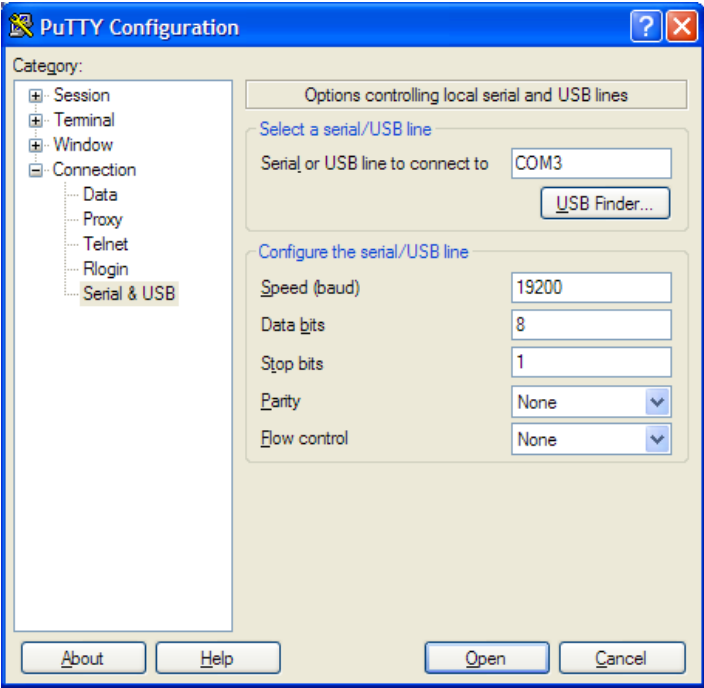 PuTTY Configuration
Category:
Session
Terminal
Window
Connection
Data
Proxy
Telnet
Rlogin
Serial & USB
Options controlling local serial and USB lines
Select a serial/USB line
Serial or USB line to connect to COM3
USB Finder...
Configure the serial/USB line
Speed (baud) 19200
Data bits 8
Stop bits 1
Parity None
Flow control None
About Help Open Cancel